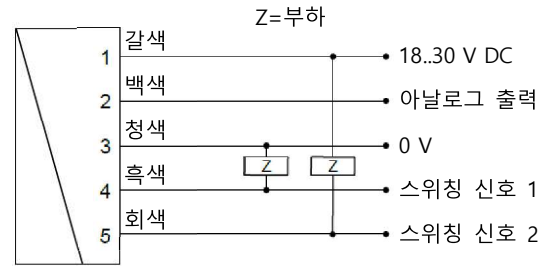 Z=부하
1 갈색 18..30 V DC
2 백색 아날로그 출력
3 청색 0 V
Z Z
4 흑색 스위칭 신호 1
5 회색 스위칭 신호 2